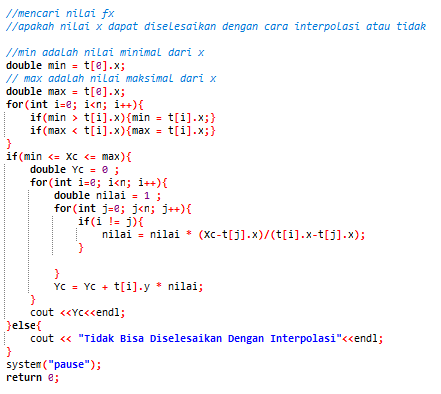 //mencari nilai fx
//apakah nilai x dapat diselesaikan dengan cara interpolasi atau tidak
//min adalah nilai minimal dari x
double min = t[0].x;
// max adalah nilai maksimal dari x
double max = t[0].x;
for(int i=0; i<n; i++){
if(min > t[i].x){min = t[i].x;}
if(max < t[i].x){max = t[i].x;}
}
if(min <= Xc <= max){
double Yc = 0 ;
for(int i=0; i<n; i++){
double nilai = 1 ;
for(int j=0; j<n; j++){
if(i != j){
nilai = nilai * (Xc-t[j].x)/(t[i].x-t[j].x);
}
}
Yc = Yc + t[i].y * nilai;
}
cout <<Yc<<endl;
}else{
cout << "Tidak Bisa Diselesaikan Dengan Interpolasi"<<endl;
}
system("pause");
return 0;